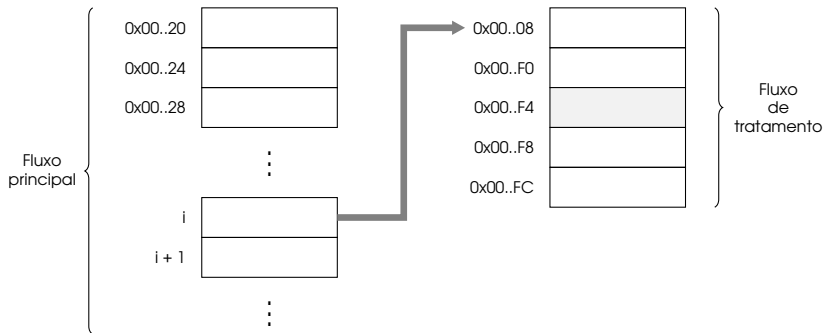 Fluxo
principal
0x00..20
0x00..24
0x00..28
i
i + 1
0x00..08
0x00..F0
0x00..F4
0x00..F8
0x00..FC
Fluxo
de
tratamento